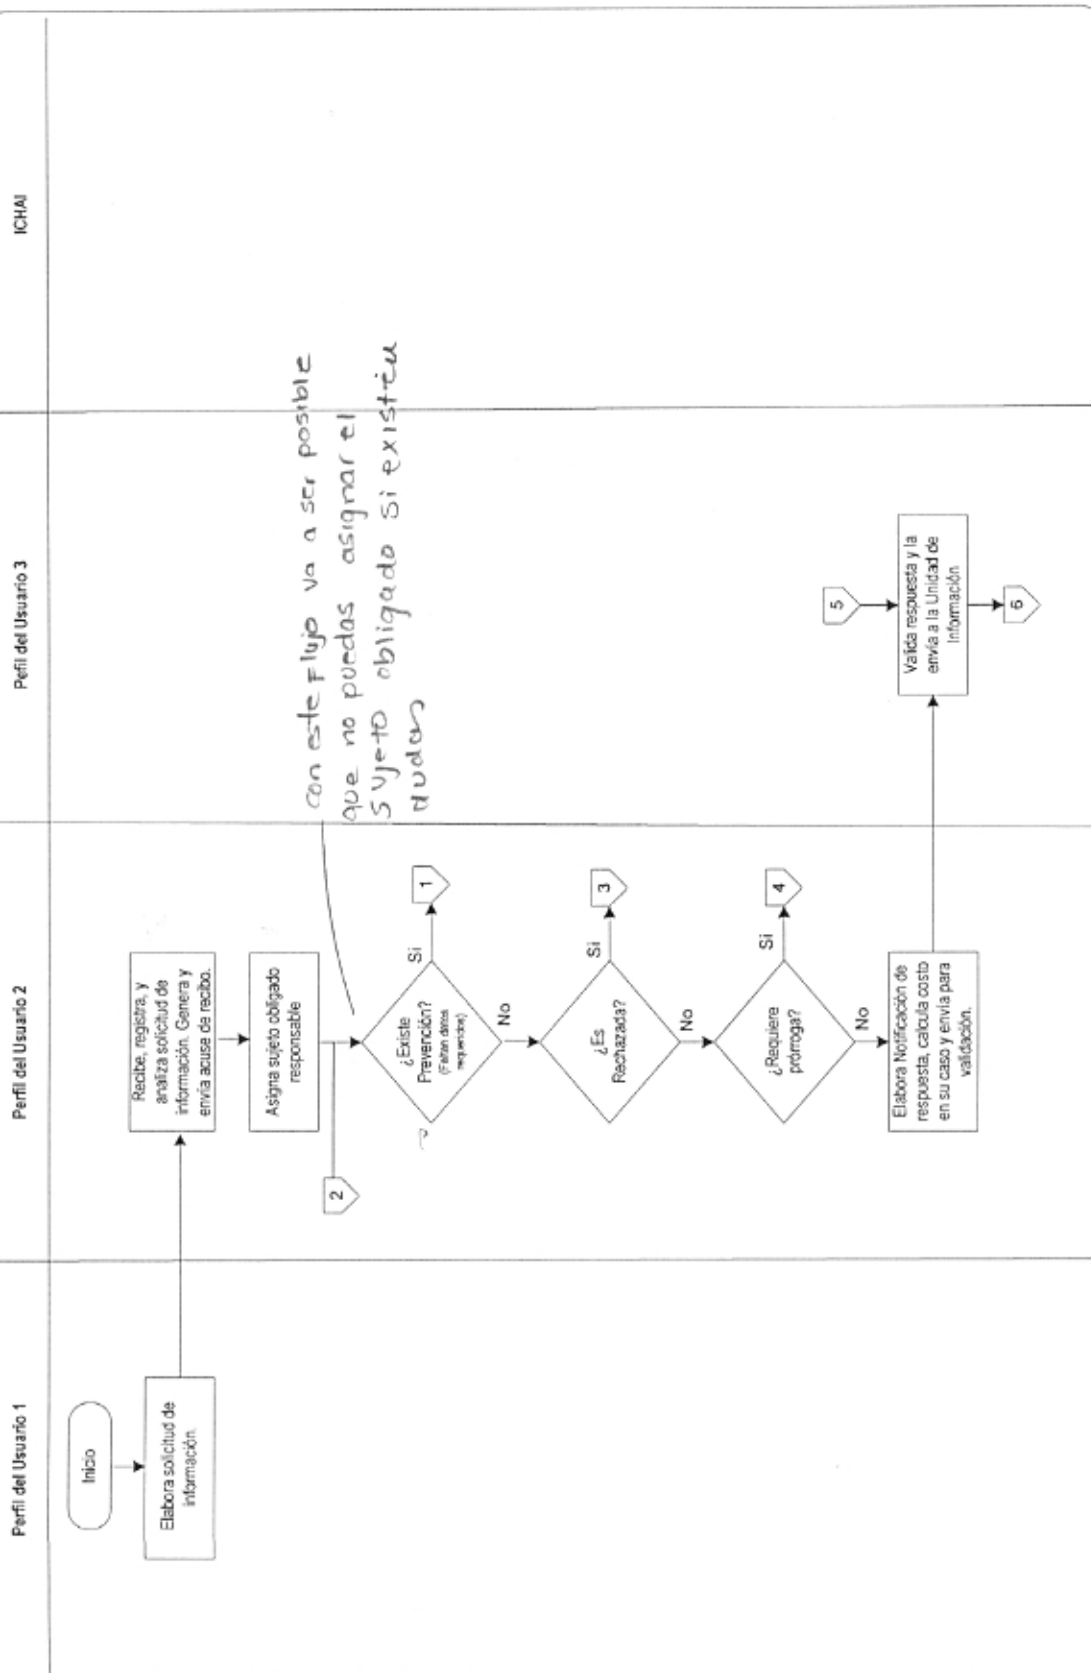 Perfil del Usuario 1
Perfil del Usuario 2
Pefil del Usuario 3
ICHAI
Inicio
Elabora solicitud de
información.
Recibe, registra, y
analiza solicitud de
información. Genera y
envía acuse de recibo.
Asigna sujeto obligado
responsable
2
con este Flujo va a ser posible
que no puedas asignar el
sujeto obligado si existen
dudas
¿Existe
Prevención?
(Faltan datos
requeridos)
Si
1
No
¿Es
Rechazada?
Si
3
No
¿Requiere
prórroga?
Si
4
No
Elabora Notificación de
respuesta, calcula costo
en su caso y envía para
validación.
5
Valida respuesta y la
envía a la Unidad de
Información
6